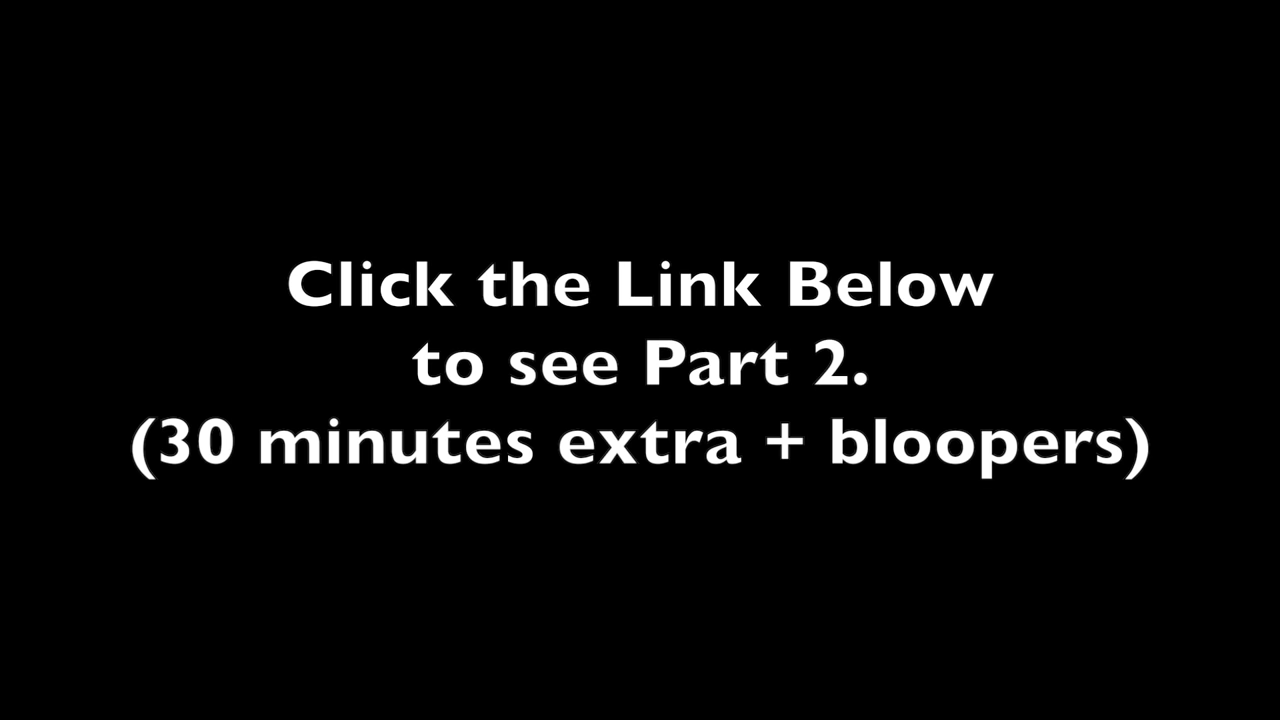 Click the Link Below
to see Part 2.
(30 minutes extra + bloopers)